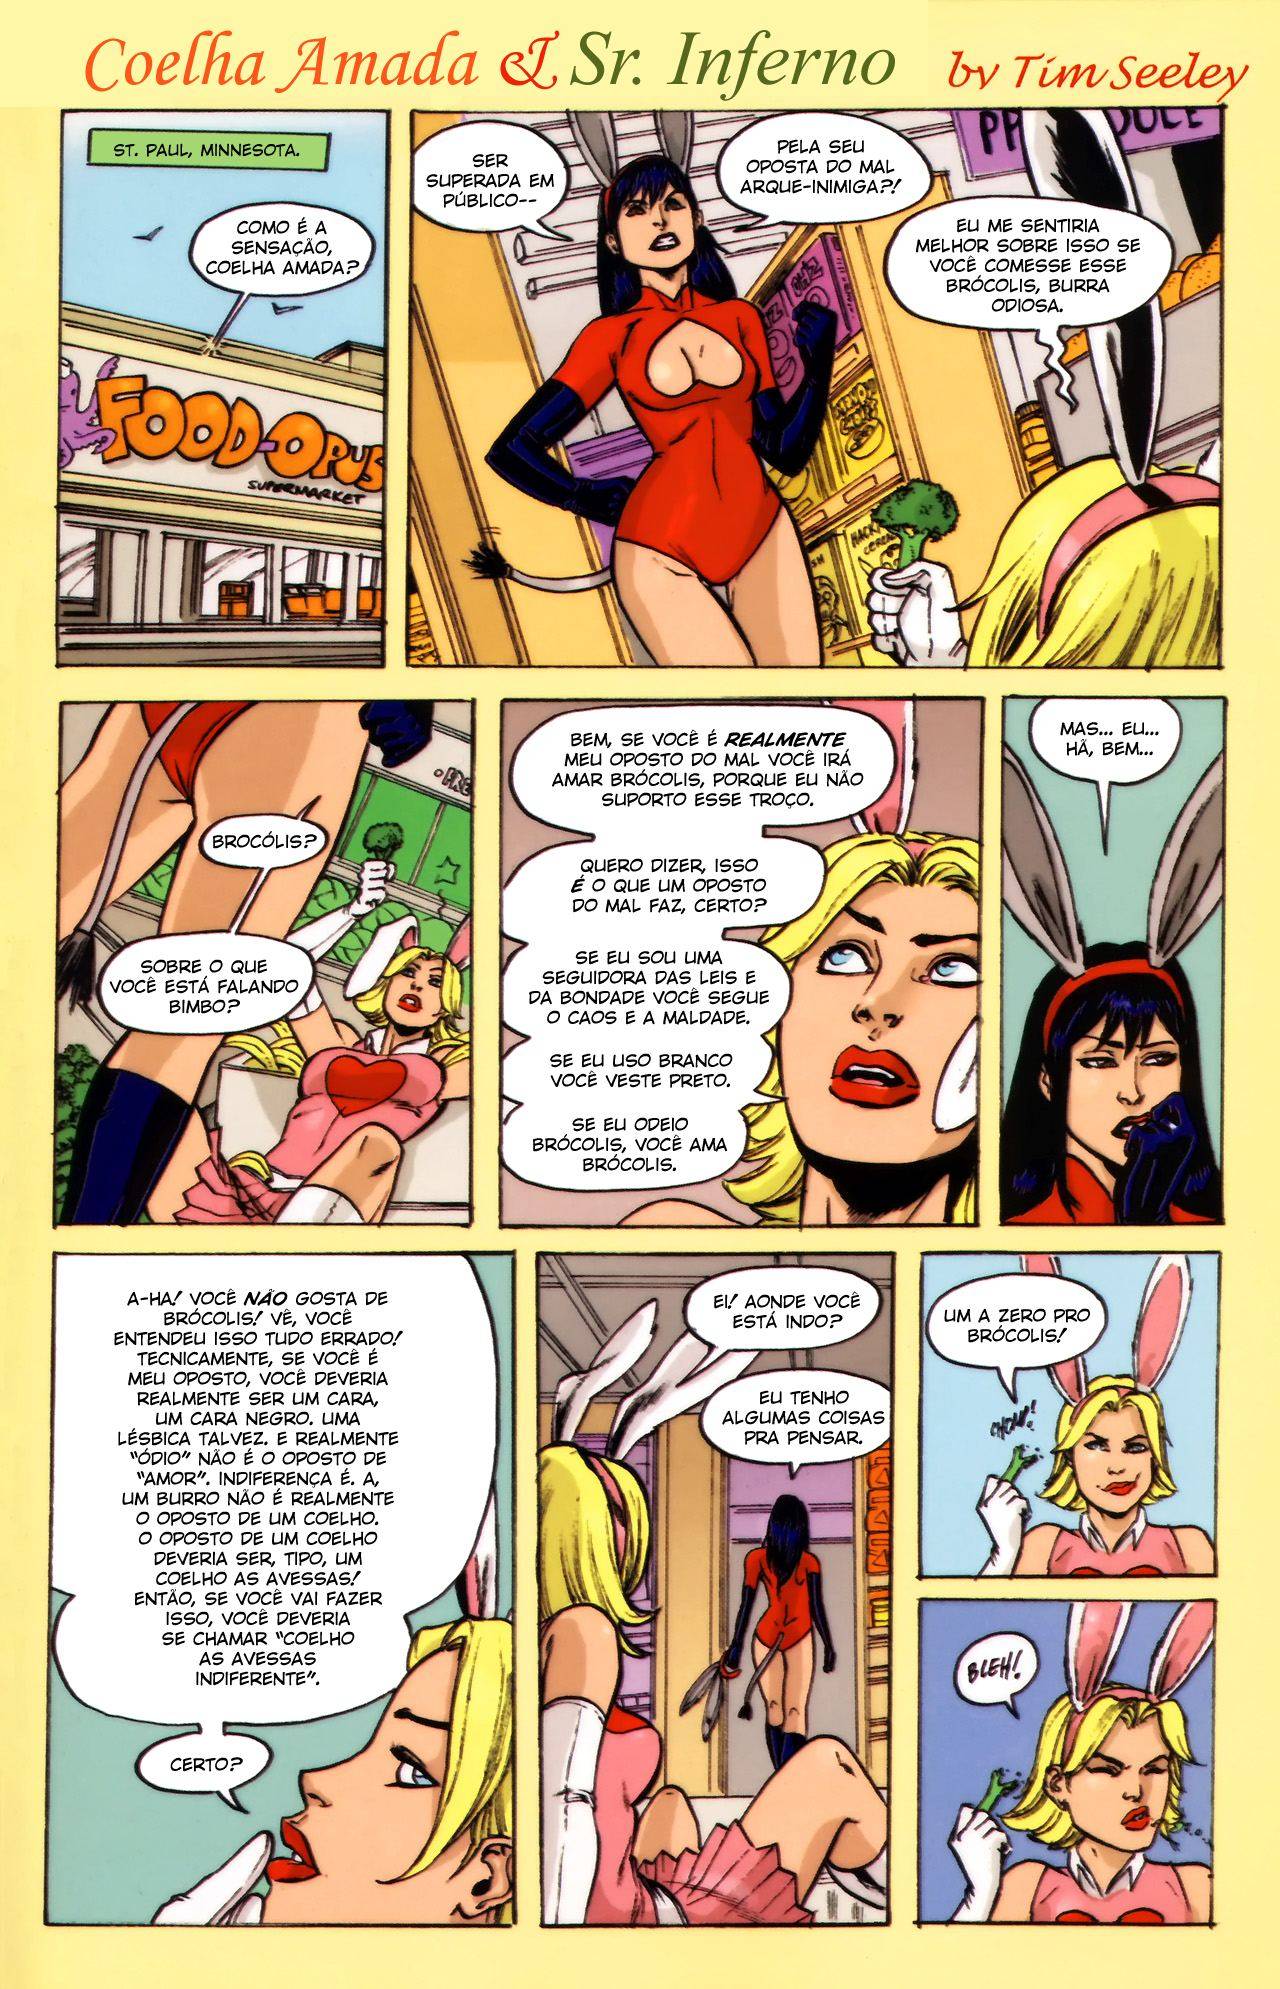 Coelha Amada & Sr. Inferno by Tim Seeley
ST. PAUL, MINNESOTA.
COMO É A
SENSAÇÃO,
COELHA AMADA?
FOOD-OPUS
SUPERMARKET
SER
SUPERADA EM
PÚBLICO--
PELA SEU
OPOSTA DO MAL
ARQUE-INIMIGA?!
EU ME SENTIRIA
MELHOR SOBRE ISSO SE
VOCÊ COMESSE ESSE
BRÓCOLIS, BURRA
ODIOSA.
BROCÓLIS?
SOBRE O QUE
VOCÊ ESTÁ FALANDO
BIMBO?
BEM, SE VOCÊ É REALMENTE
MEU OPOSTO DO MAL VOCÊ IRÁ
AMAR BRÓCOLIS, PORQUE EU NÃO
SUPORTO ESSE TROÇO.
QUERO DIZER, ISSO
É O QUE UM OPOSTO
DO MAL FAZ, CERTO?
SE EU SOU UMA
SEGUIDORA DAS LEIS E
DA BONDADE VOCÊ SEGUE
O CAOS E A MALDADE.
SE EU USO BRANCO
VOCÊ VESTE PRETO.
SE EU ODEIO
BRÓCOLIS, VOCÊ AMA
BRÓCOLIS.
MAS... EU...
HÃ, BEM...
A-HA! VOCÊ NÃO GOSTA DE
BRÓCOLIS! VÊ, VOCÊ
ENTENDEU ISSO TUDO ERRADO!
TECNICAMENTE, SE VOCÊ É
MEU OPOSTO, VOCÊ DEVERIA
REALMENTE SER UM CARA,
UM CARA NEGRO. UMA
LÉSBICA TALVEZ. E REALMENTE
"ÓDIO" NÃO É O OPOSTO DE
"AMOR". INDIFERENÇA É. A,
UM BURRO NÃO É REALMENTE
O OPOSTO DE UM COELHO.
O OPOSTO DE UM COELHO
DEVERIA SER, TIPO, UM
COELHO AS AVESSAS!
ENTÃO, SE VOCÊ VAI FAZER
ISSO, VOCÊ DEVERIA
SE CHAMAR "COELHO
AS AVESSAS
INDIFERENTE".
CERTO?
EI! AONDE VOCÊ
ESTÁ INDO?
EU TENHO
ALGUMAS COISAS
PRA PENSAR.
UM A ZERO PRO
BRÓCOLIS!
CHOMP!
BLEH!